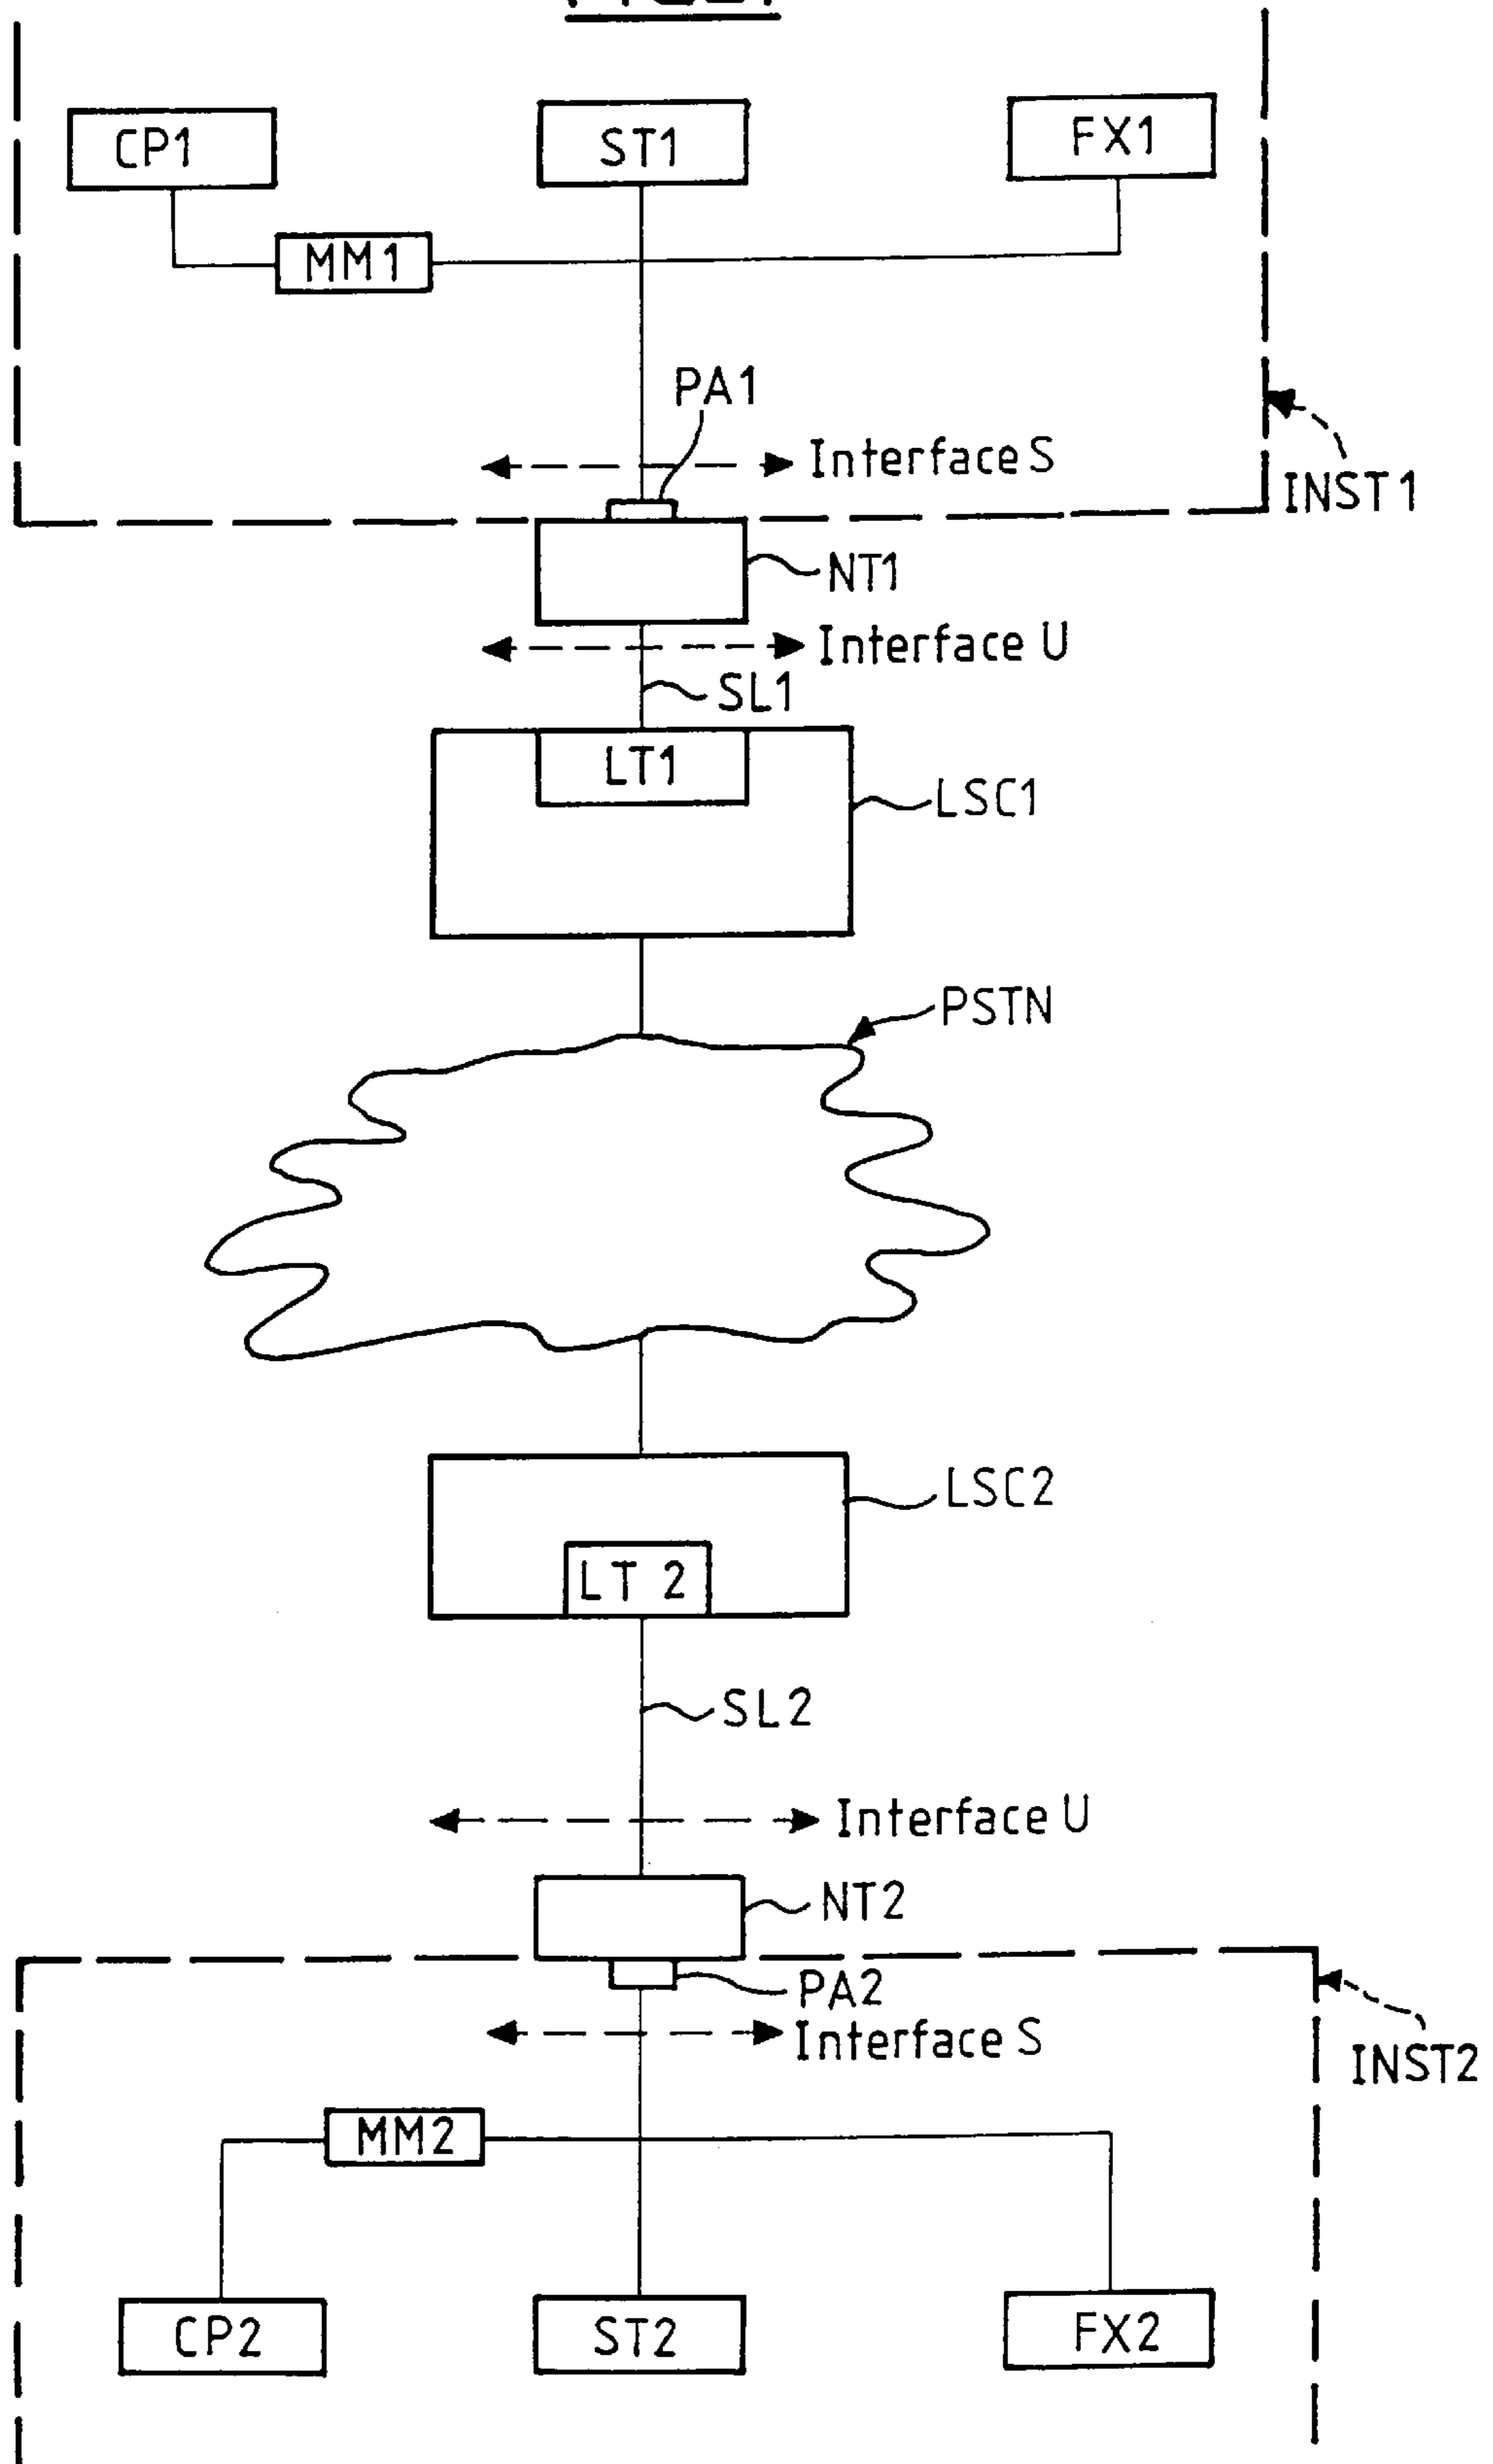 CP1
ST1
FX1
MM1
PA1
Interface S
INST1
NT1
Interface U
SL1
LT1
LSC1
PSTN
LSC2
LT 2
SL2
Interface U
NT2
PA2
Interface S
INST2
MM2
CP2
ST2
FX2